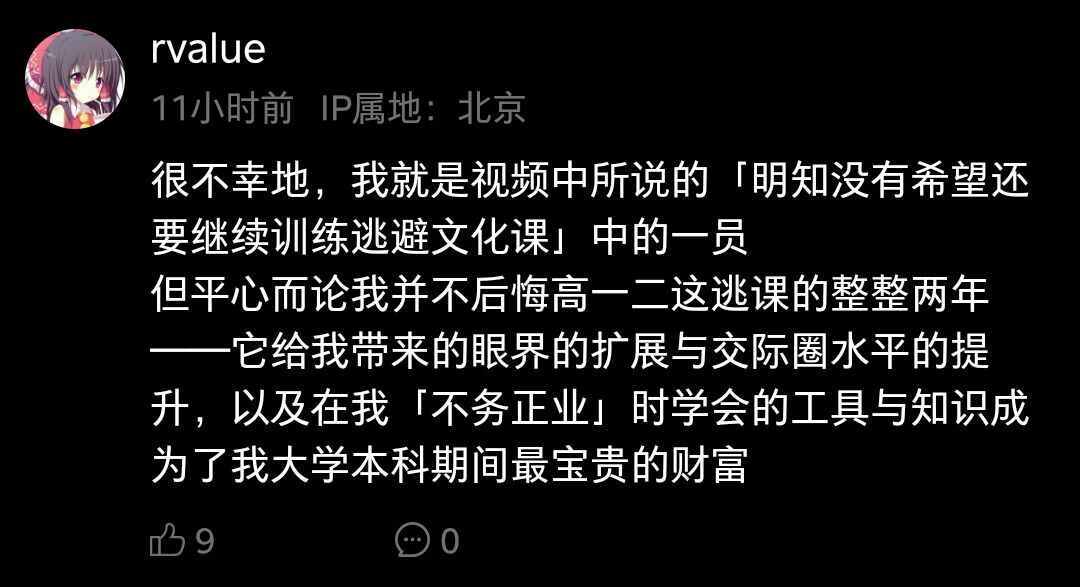 rvalue
11小时前 IP属地：北京
很不幸地，我就是视频中所说的「明知没有希望还
要继续训练逃避文化课」中的一员
但平心而论我并不后悔高一二这逃课的整整两年
——它给我带来的眼界的扩展与交际圈水平的提
升，以及在我「不务正业」时学会的工具与知识成
为了我大学本科期间最宝贵的财富
9 0